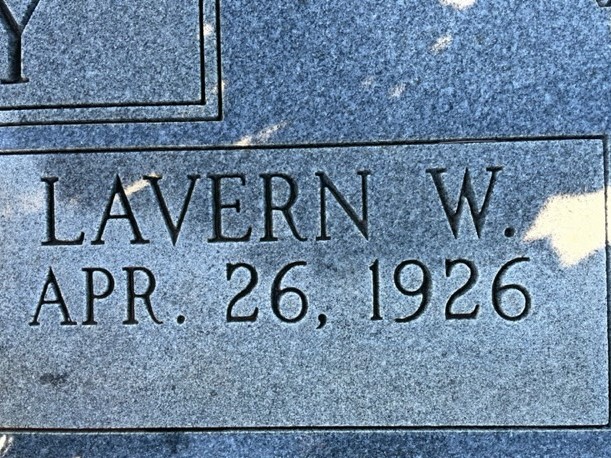 Y
LAVERN W.
APR. 26, 1926